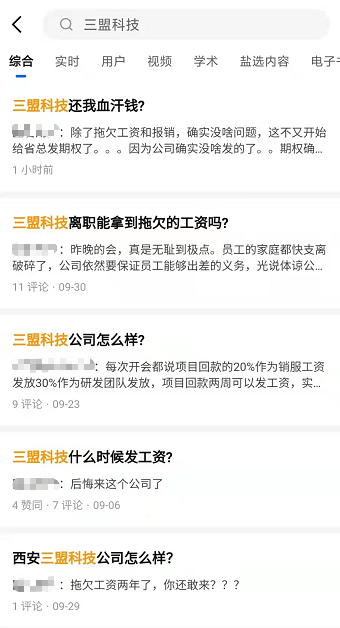 三盟科技
综合 实时 用户 视频 学术 盐选内容 电子书
三盟科技还我血汗钱?
：除了拖欠工资和报销，确实没啥问题，这不又开始
给省总发期权了。。。因为公司确实没啥发的了。。期权确...
1 小时前
三盟科技离职能拿到拖欠的工资吗?
：昨晚的会，真是无耻到极点。员工的家庭都快支离
破碎了，公司依然要保证员工能够出差的义务，光说体谅公...
11 评论 · 09-30
三盟科技公司怎么样?
：每次开会都说项目回款的20%作为销服工资
发放30%作为研发团队发放，项目回款两周可以发工资，实...
9 评论 · 09-23
三盟科技什么时候发工资?
：后悔来这个公司了
4 赞同 · 7 评论 · 09-06
西安三盟科技公司怎么样?
：拖欠工资两年了，你还敢来？？？
1 评论 · 09-29